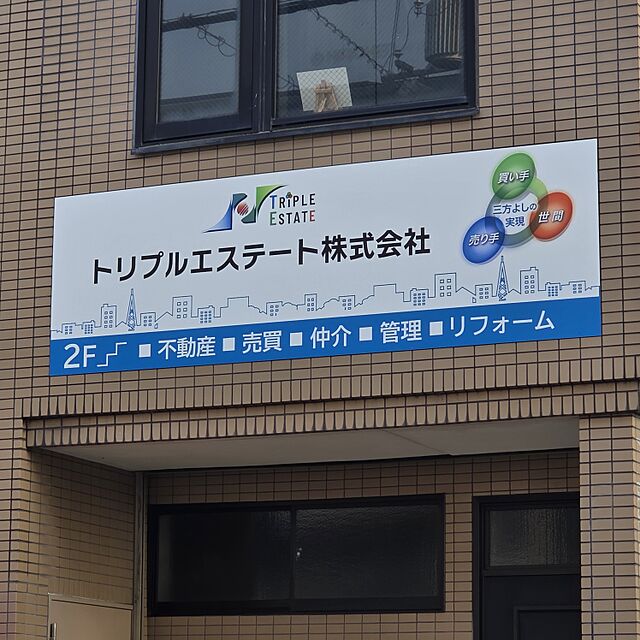 TRiPLE
ESTATE
トリプルエステート株式会社
買い手
三方よしの
実現
世間
売り手
2F ■ 不動産 ■ 売買 ■ 仲介 ■ 管理 ■ リフォーム